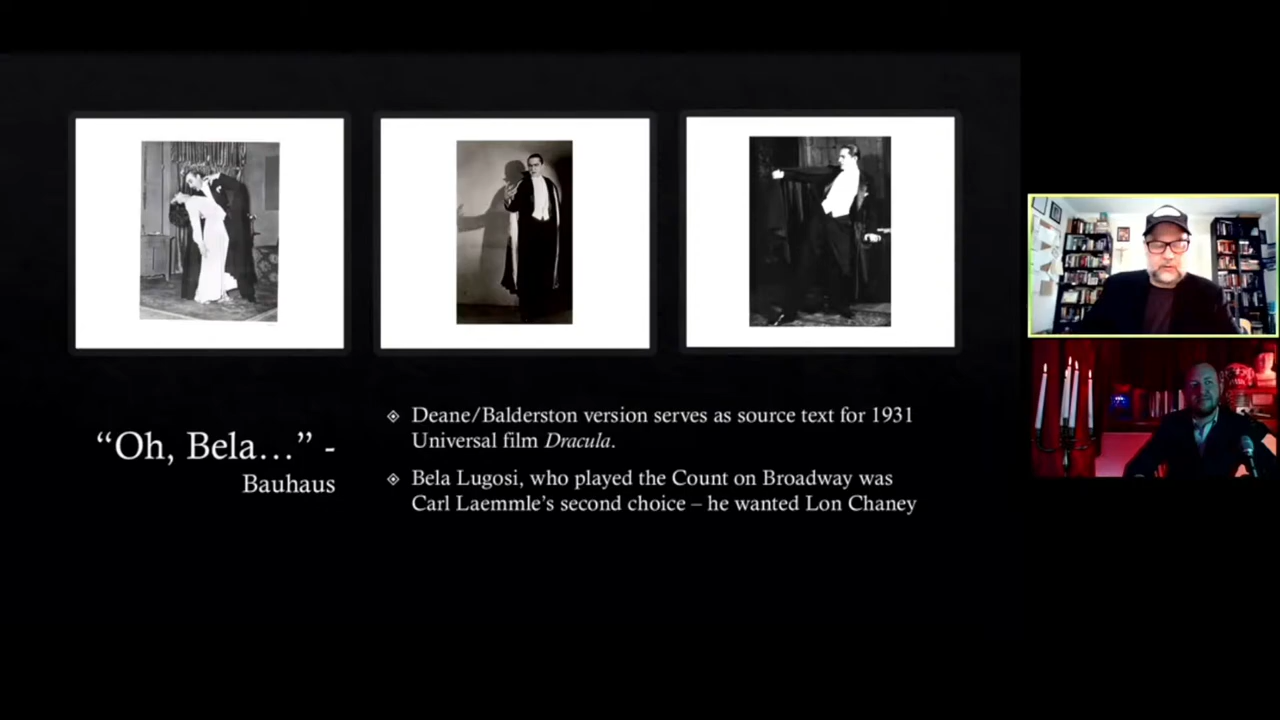 “Oh, Bela…” -
Bauhaus
Deane/Balderston version serves as source text for 1931
Universal film Dracula.
Bela Lugosi, who played the Count on Broadway was
Carl Laemmle’s second choice – he wanted Lon Chaney